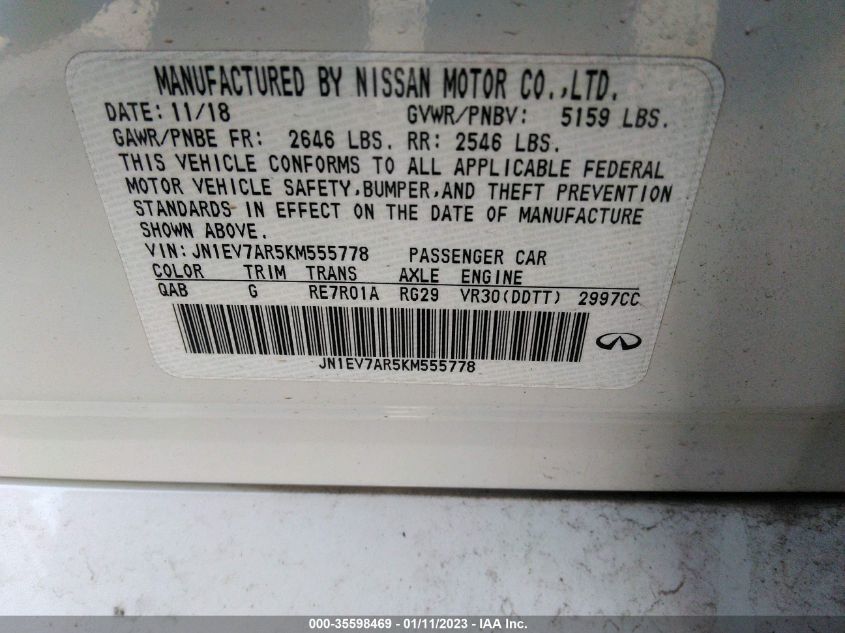 MANUFACTURED BY NISSAN MOTOR CO.,LTD.
DATE: 11/18 GVWR/PNBV: 5159 LBS.
GAWR/PNBE FR: 2646 LBS. RR: 2546 LBS.
THIS VEHICLE CONFORMS TO ALL APPLICABLE FEDERAL
MOTOR VEHICLE SAFETY,BUMPER,AND THEFT PREVENTION
STANDARDS IN EFFECT ON THE DATE OF MANUFACTURE
SHOWN ABOVE.
VIN: JN1EV7AR5KM555778 PASSENGER CAR
COLOR TRIM TRANS AXLE ENGINE
QAB G RE7R01A RG29 VR30(DDTT) 2997CC
JN1EV7AR5KM555778
000-35598469 - 01/11/2023 - IAA Inc.